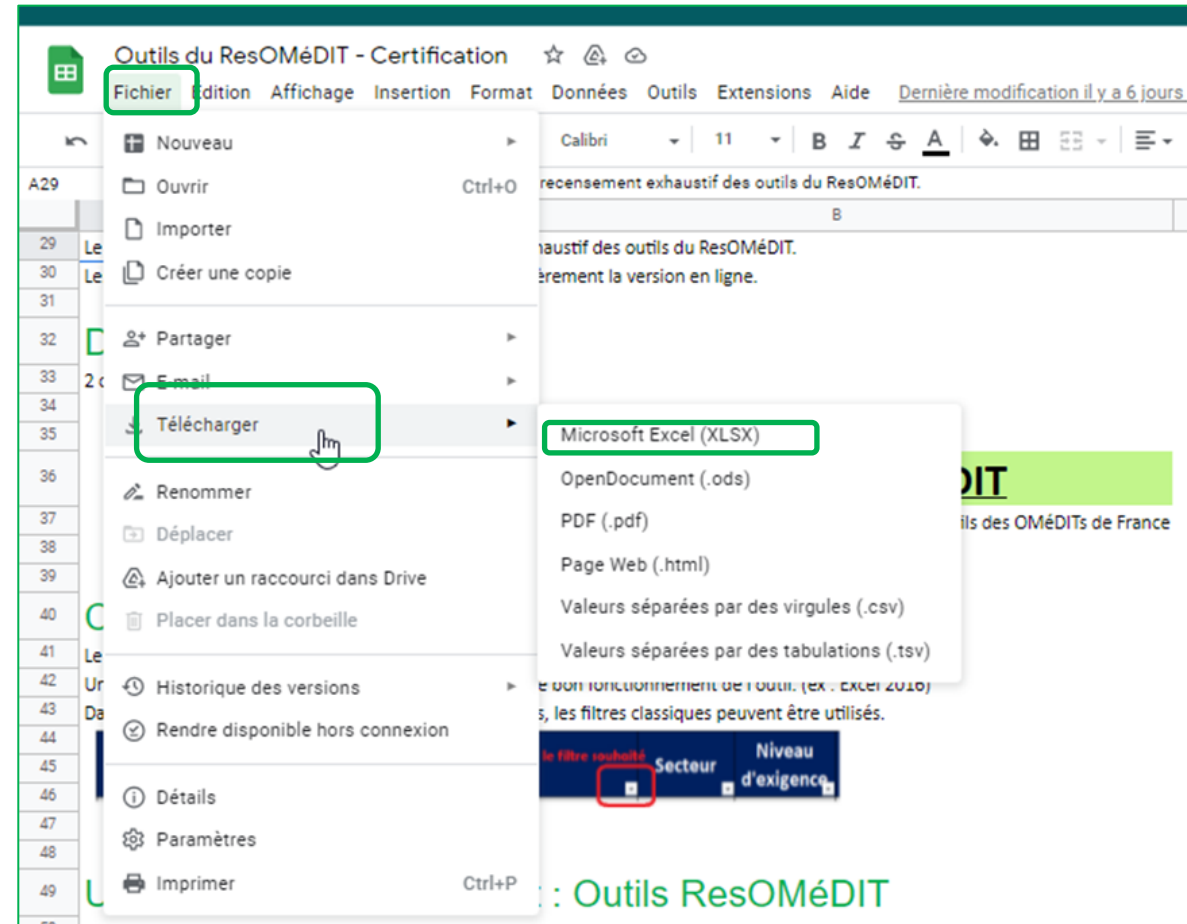 Outils du ResOMéDIT - Certification
Fichier Edition Affichage Insertion Format Données Outils Extensions Aide Dernière modification il y a 6 jours
Calibri 11 B I S A
A29 recensement exhaustif des outils du ResOMéDIT.
B
Nouveau
Ouvrir Ctrl+O
Importer
Créer une copie
Partager
E-mail
Télécharger
Renommer
Déplacer
Ajouter un raccourci dans Drive
Placer dans la corbeille
Historique des versions
Rendre disponible hors connexion
Détails
Paramètres
Imprimer Ctrl+P
Microsoft Excel (XLSX)
OpenDocument (.ods)
PDF (.pdf)
Page Web (.html)
Valeurs séparées par des virgules (.csv)
Valeurs séparées par des tabulations (.tsv)
29 Le haustif des outils du ResOMéDIT.
30 Le èrement la version en ligne.
31
32 D
33 2
34
35
36 DIT
37 ils des OMéDITs de France
38
39
40
41 Le
42 Un e bon fonctionnement de l'outil. (ex : Excel 2016)
43 Da s, les filtres classiques peuvent être utilisés.
44
45 le filtre souhaité Secteur Niveau d'exigence
46
47
48
49 U : Outils ResOMéDIT